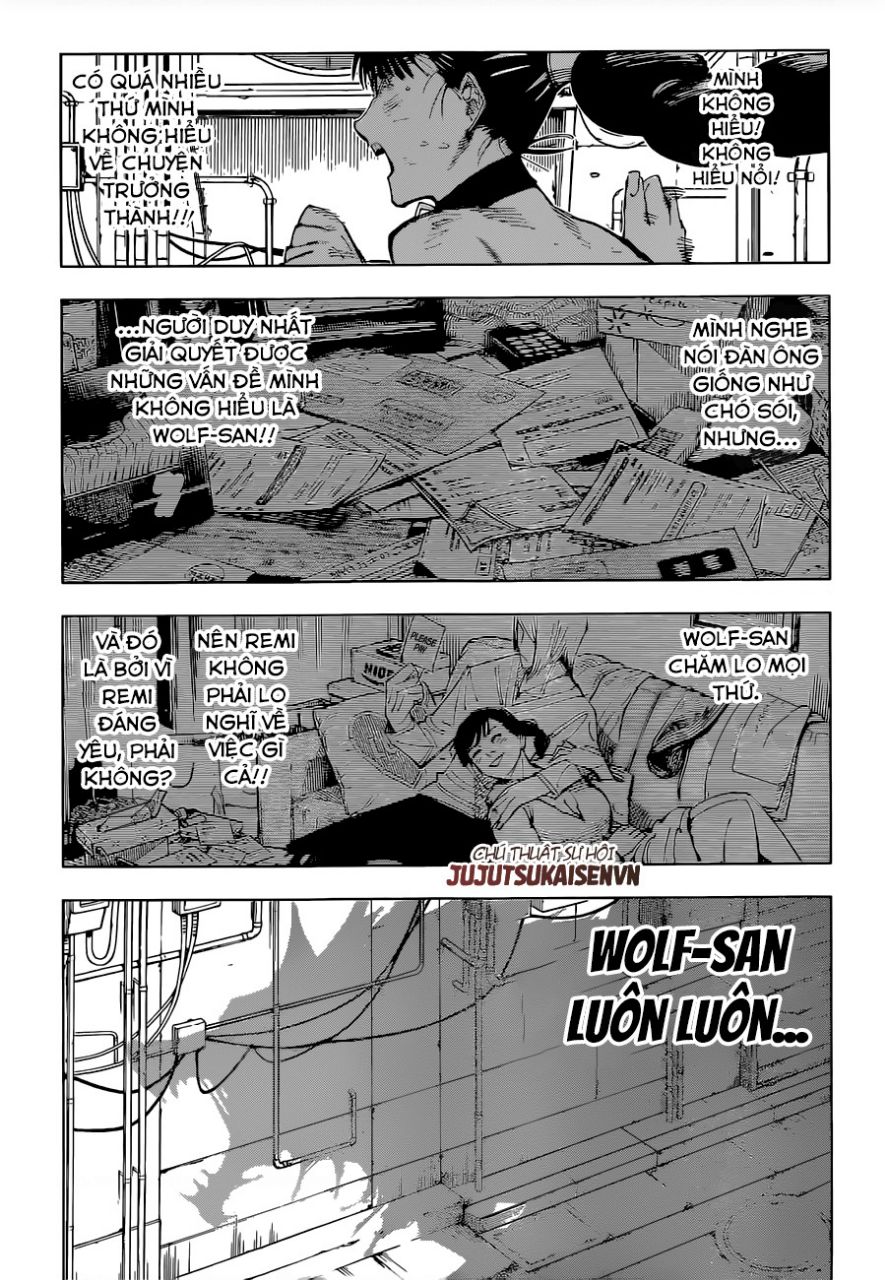 MÌNH
KHÔNG
HIỂU!
KHÔNG
HIỂU NỔI!
CÓ QUÁ NHIỀU
THỨ MÌNH
KHÔNG HIỂU
VỀ CHUYỆN
TRƯỞNG
THÀNH!!!
MÌNH NGHE
NÓI ĐÀN ÔNG
GIỐNG NHƯ
CHÓ SÓI,
NHƯNG...
...NGƯỜI DUY NHẤT
GIẢI QUYẾT ĐƯỢC
NHỮNG VẤN ĐỀ MÌNH
KHÔNG HIỂU LÀ
WOLF-SAN!!
WOLF-SAN
CHĂM LO MỌI
THỨ.
PLEASE
PAY
NÊN REMI
KHÔNG
PHẢI LO
NGHĨ VỀ
VIỆC GÌ
CẢ!!
VÀ ĐÓ
LÀ BỞI VÌ
REMI
ĐÁNG
YÊU, PHẢI
KHÔNG?
CHÚ THUẬT SƯ HỒI
JUJUTSUKAISENVN
WOLF-SAN
LUÔN LUÔN...